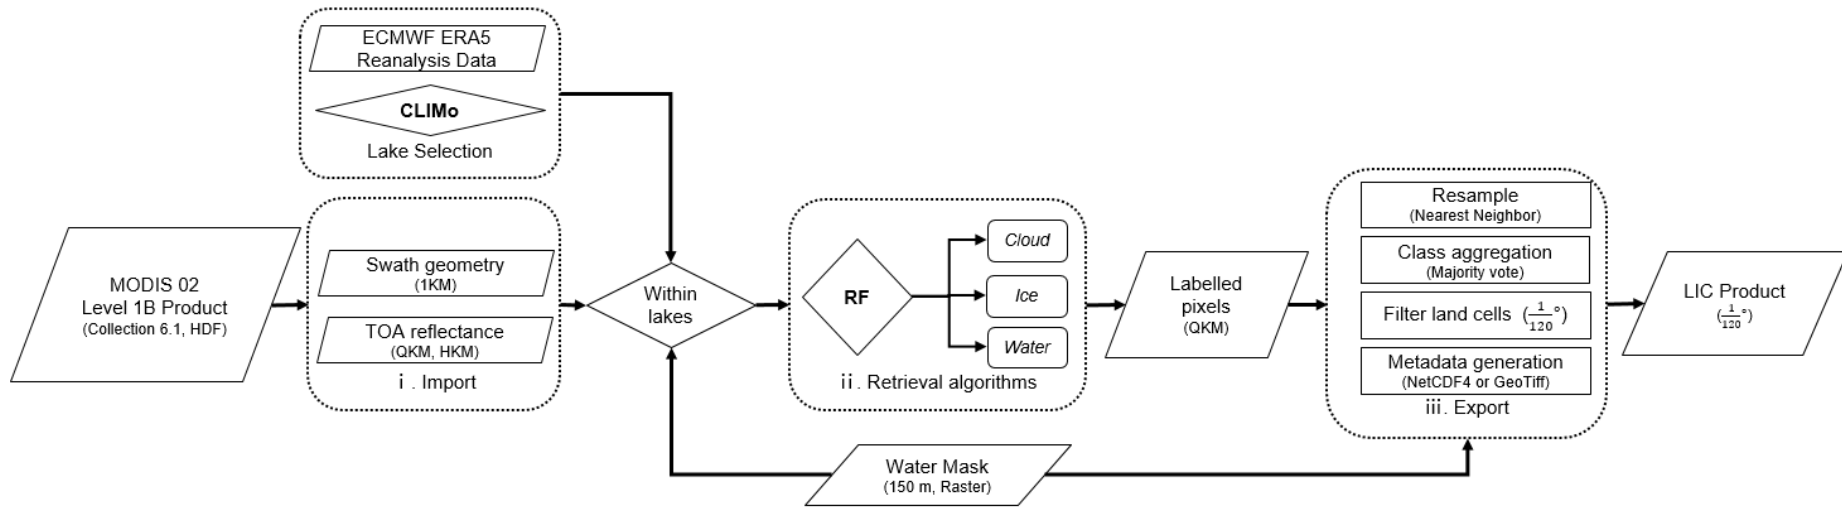 ECMWF ERA5
Reanalysis Data
CLIMo
Lake Selection
MODIS 02
Level 1B Product
(Collection 6.1, HDF)
Swath geometry
(1KM)
TOA reflectance
(QKM, HKM)
i. Import
Within
lakes
RF
Cloud
Ice
Water
ii. Retrieval algorithms
Labelled
pixels
(QKM)
Resample
(Nearest Neighbor)
Class aggregation
(Majority vote)
Filter land cells (1/120°)
Metadata generation
(NetCDF4 or GeoTiff)
iii. Export
LIC Product
(1/120°)
Water Mask
(150 m, Raster)